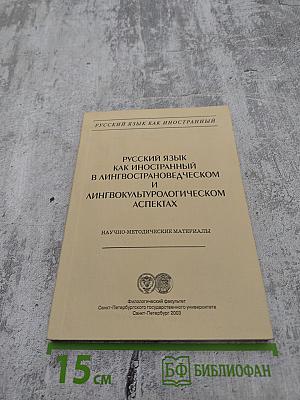 РУССКИЙ ЯЗЫК КАК ИНОСТРАННЫЙ
РУССКИЙ ЯЗЫК
КАК ИНОСТРАННЫЙ
В ЛИНГВОСТРАНОВЕДЧЕСКОМ
И
ЛИНГВОКУЛЬТУРОЛОГИЧЕСКОМ
АСПЕКТАХ
НАУЧНО-МЕТОДИЧЕСКИЕ МАТЕРИАЛЫ
Филологический факультет
Санкт-Петербургского государственного университета
Санкт-Петербург 2003
15 см
БФ БИБЛИОФАН